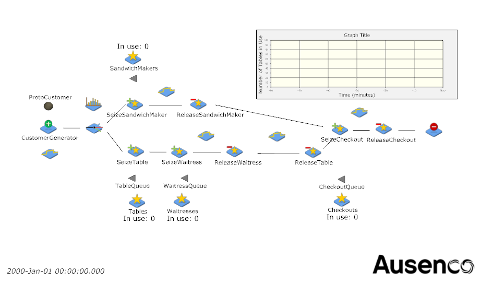 In use: 0
SandwichMakers
Graph Title
Number of Tables in Use
Time (minutes)
ProtoCustomer
SeizeSandwichMaker
ReleaseSandwichMaker
CustomerGenerator
SeizeCheckout
ReleaseCheckout
SeizeTable
SeizeWaitress
ReleaseWaitress
ReleaseTable
TableQueue
WaitressQueue
CheckoutQueue
Tables
In use: 0
Waitresses
In use: 0
Checkouts
In use: 0
Ausenco
2000-Jan-01 00:00:00.000